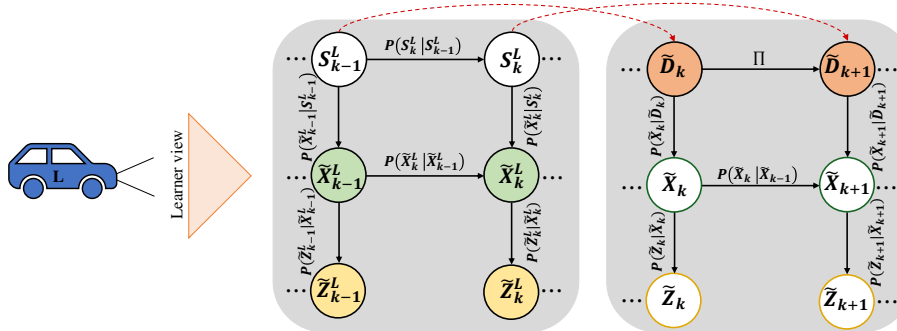 L
Learner view
... S^L_{k-1} P(S^L_k|S^L_{k-1}) S^L_k ...
P(X̃^L_{k-1}|S^L_{k-1}) P(X̃^L_k|S^L_k)
X̃^L_{k-1} P(X̃^L_k|X̃^L_{k-1}) X̃^L_k
P(Z̃^L_{k-1}|X̃^L_{k-1}) P(Z̃^L_k|X̃^L_k)
... Z̃^L_{k-1} Z̃^L_k ...
... D̃_k Π D̃_{k+1} ...
P(X̃_k|D̃_k) P(X̃_{k+1}|D̃_{k+1})
... X̃_k P(X̃_k|X̃_{k-1}) X̃_{k+1} ...
P(Z̃_k|X̃_k) P(Z̃_{k+1}|X̃_{k+1})
... Z̃_k Z̃_{k+1} ...